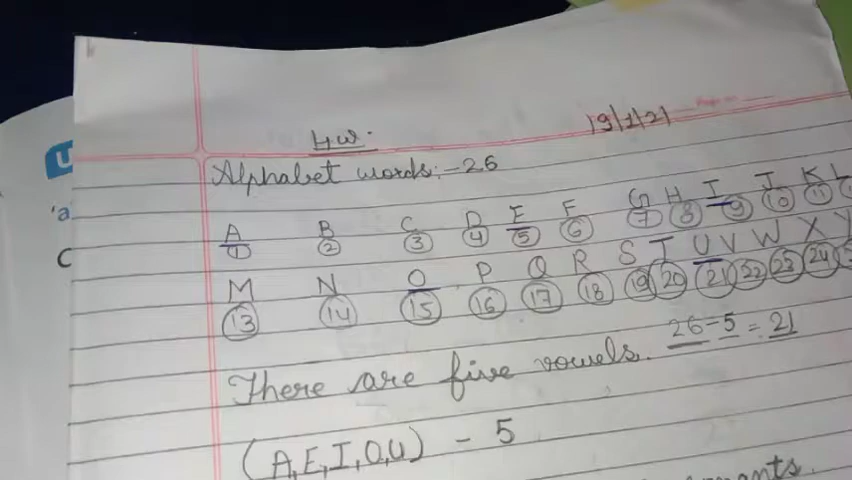 H.W.
19/1/21
Alphabet words:-26
A B C D E F G H I J K L
1 2 3 4 5 6 7 8 9 10 11
M N O P Q R S T U V W X Y
13 14 15 16 17 18 19 20 21 22 23 24
There are five vowels. 26-5=21
(A,E,I,O,U) - 5
U
'a
C